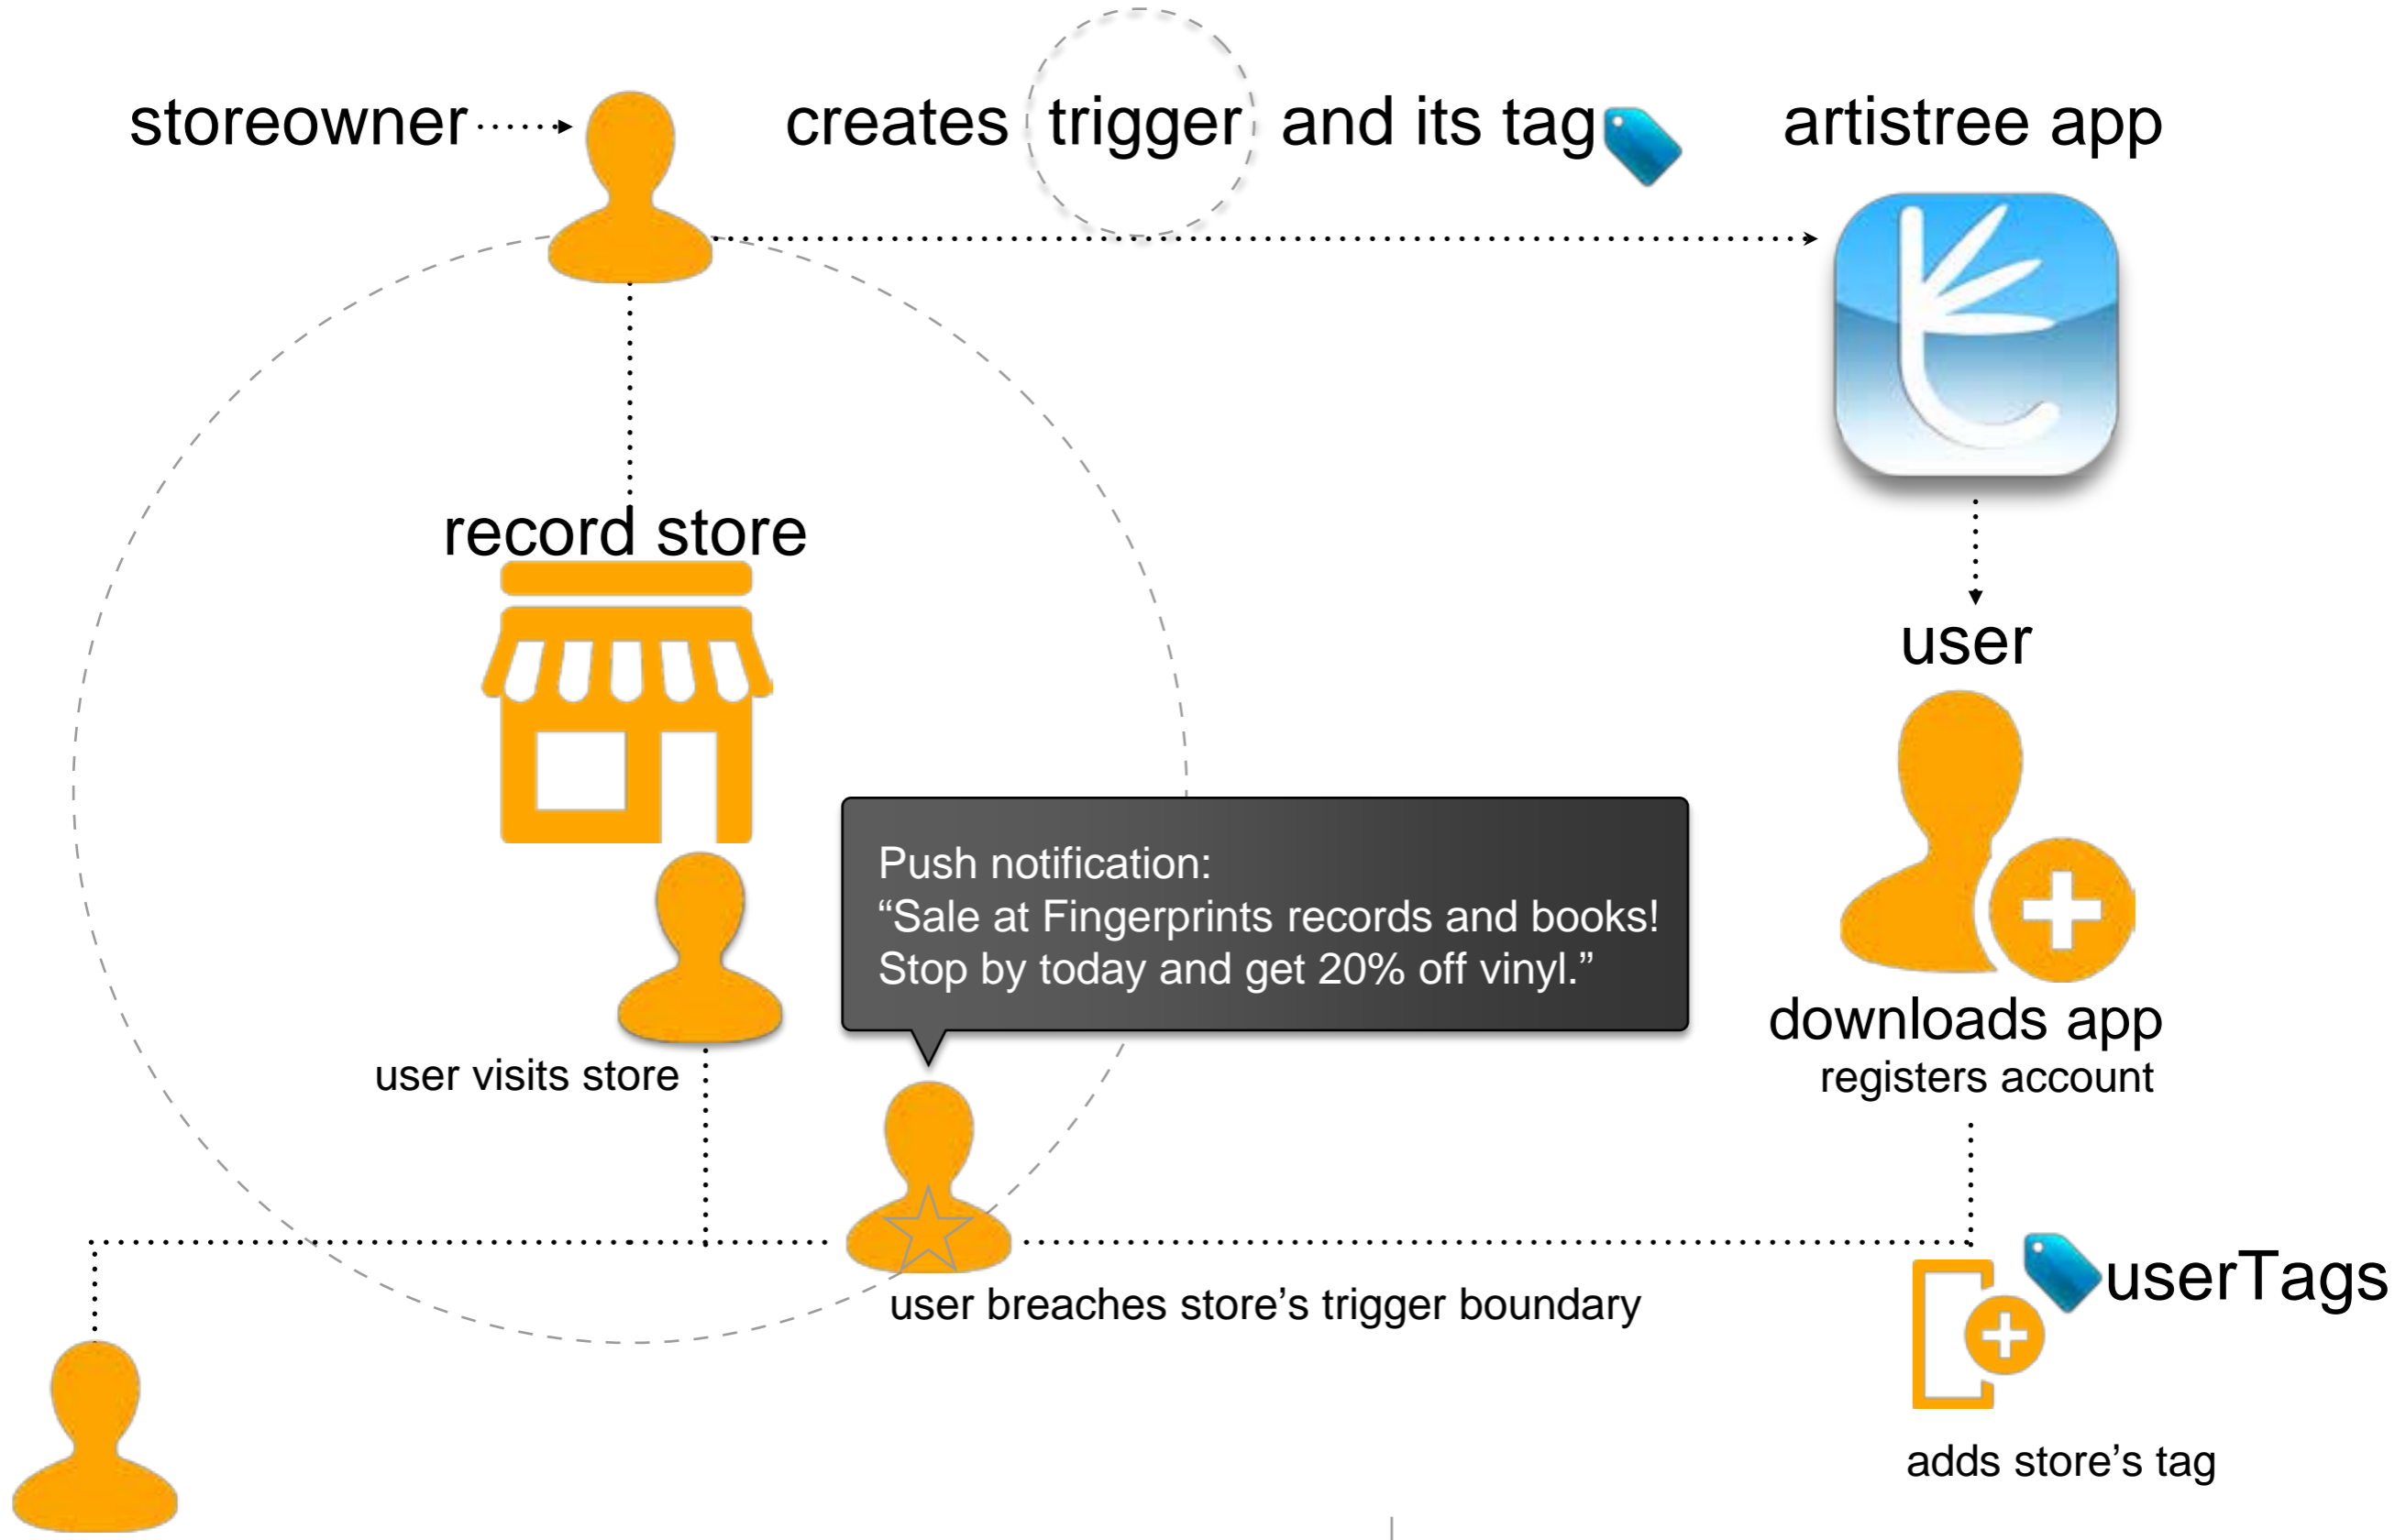 storeowner
creates trigger and its tag
artistree app
record store
user
Push notification:
“Sale at Fingerprints records and books!
Stop by today and get 20% off vinyl.”
downloads app
registers account
user visits store
userTags
user breaches store’s trigger boundary
adds store’s tag